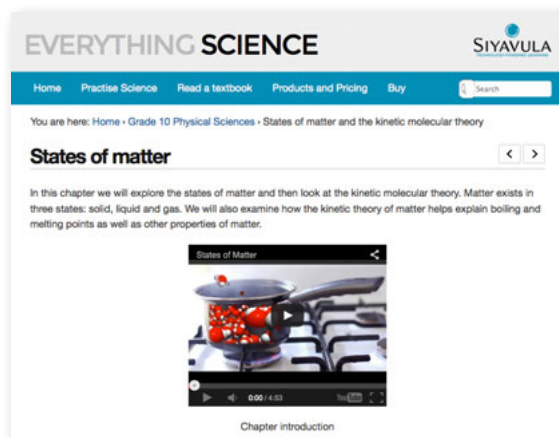 EVERYTHING SCIENCE
SIYAVULA
TECHNOLOGY-POWERED LEARNING
Home Practise Science Read a textbook Products and Pricing Buy Search
You are here: Home › Grade 10 Physical Sciences › States of matter and the kinetic molecular theory
States of matter
In this chapter we will explore the states of matter and then look at the kinetic molecular theory. Matter exists in
three states: solid, liquid and gas. We will also examine how the kinetic theory of matter helps explain boiling and
melting points as well as other properties of matter.
States of Matter
0:00 / 4:53 YouTube
Chapter introduction